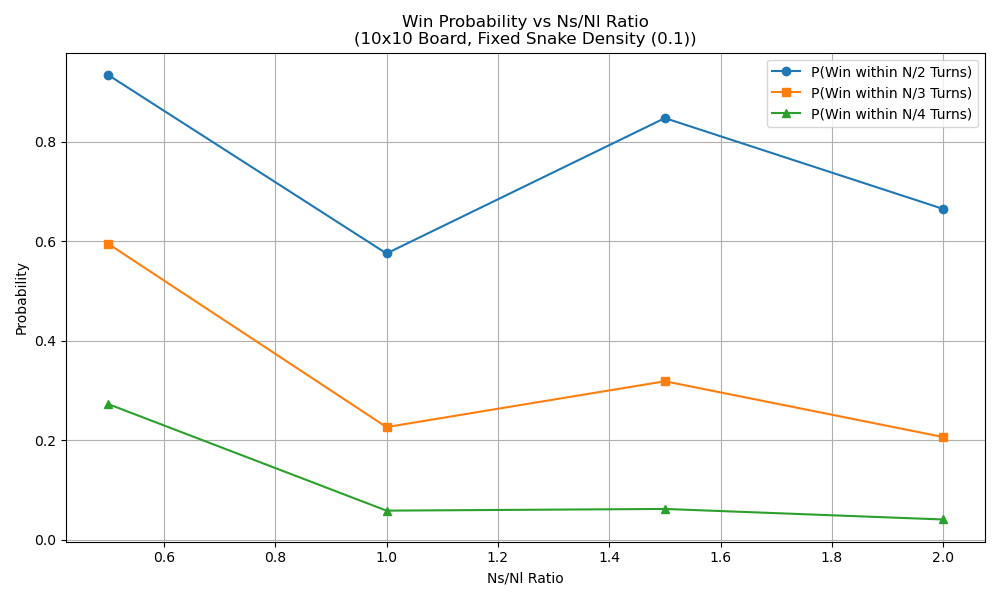 Win Probability vs Ns/Nl Ratio
(10x10 Board, Fixed Snake Density (0.1))
P(Win within N/2 Turns)
P(Win within N/3 Turns)
P(Win within N/4 Turns)
Probability
0.8
0.6
0.4
0.2
0.0
0.6 0.8 1.0 1.2 1.4 1.6 1.8 2.0
Ns/Nl Ratio